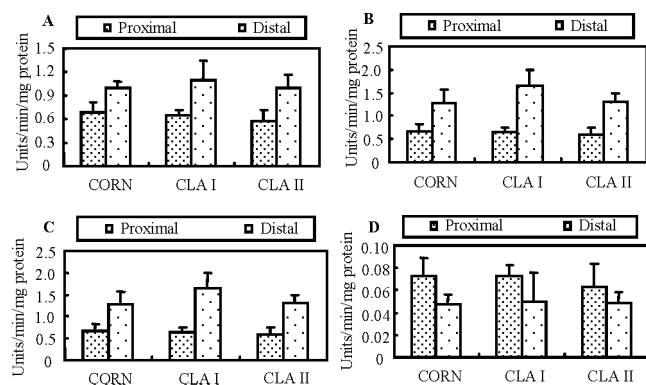 A
Proximal Distal
Units/min/mg protein
1.5
1.2
0.9
0.6
0.3
0
CORN CLA I CLA II
B
Proximal Distal
Units/min/mg protein
2.5
2.0
1.5
1.0
0.5
0
CORN CLA I CLA II
C
Proximal Distal
Units/min/mg protein
2.5
2.0
1.5
1.0
0.5
0
CORN CLA I CLA II
D
Proximal Distal
Units/min/mg protein
0.10
0.08
0.06
0.04
0.02
0
CORN CLA I CLA II